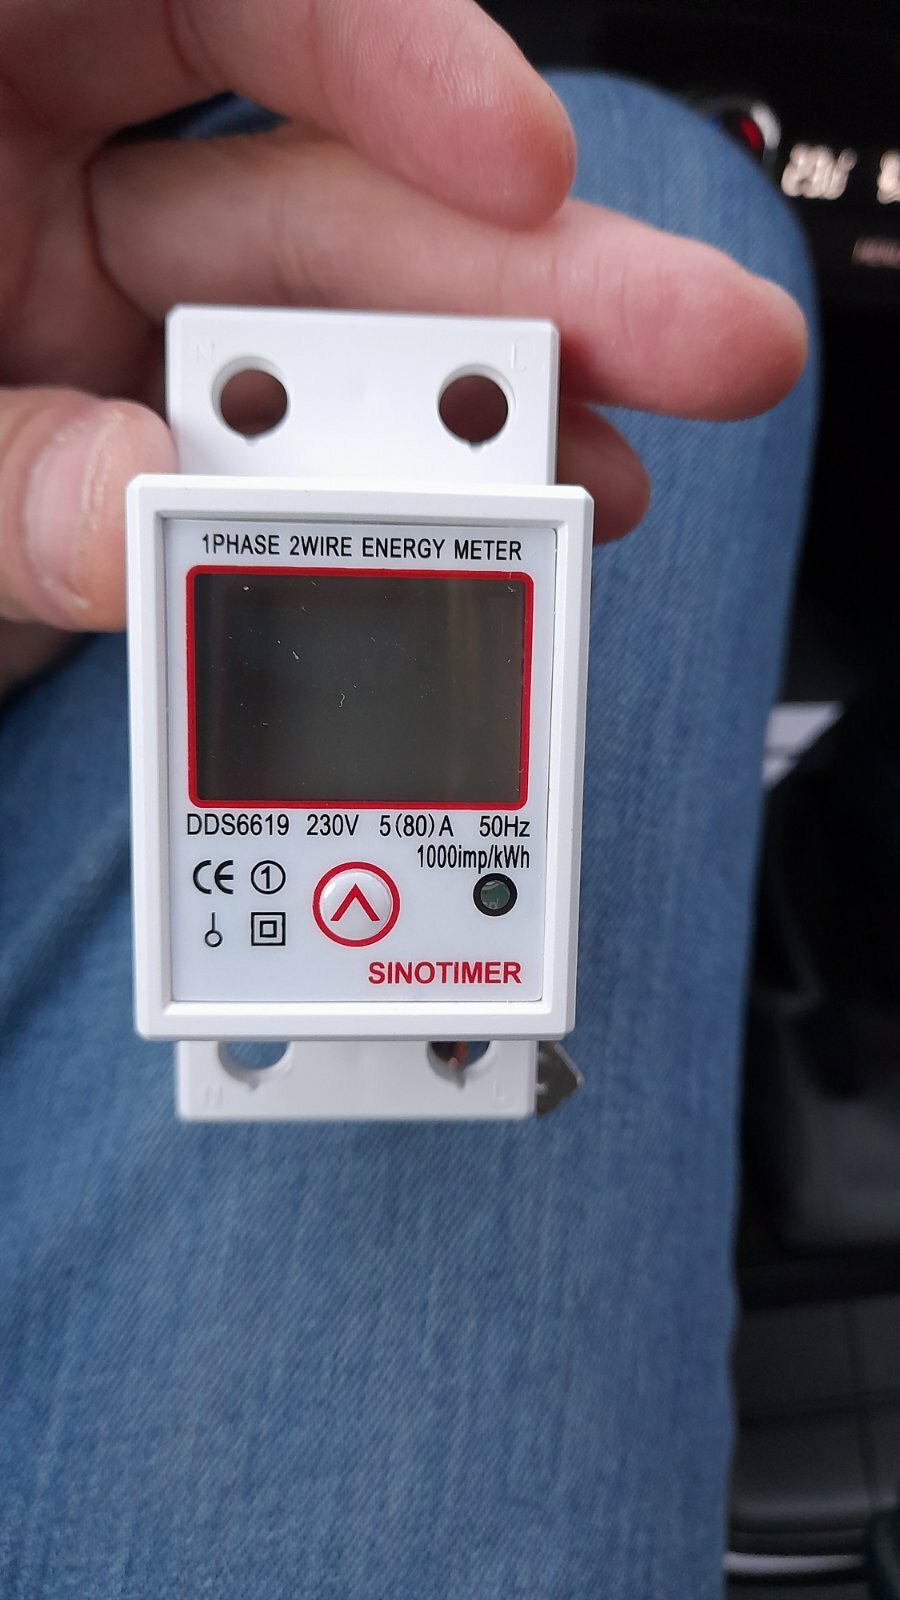 N L
1PHASE 2WIRE ENERGY METER
DDS6619 230V 5(80)A 50Hz
1000imp/kWh
CE 1
SINOTIMER
N L